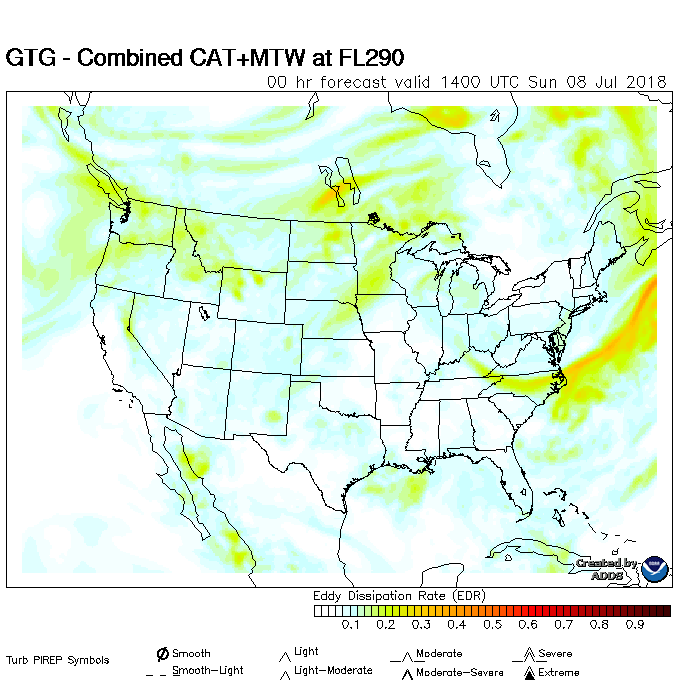 GTG - Combined CAT+MTW at FL290
00 hr forecast valid 1400 UTC Sun 08 Jul 2018
Created by
ADDS
Eddy Dissipation Rate (EDR)
0.1 0.2 0.3 0.4 0.5 0.6 0.7 0.8 0.9
Turb PIREP Symbols
Smooth Light Moderate Severe
Smooth-Light Light-Moderate Moderate-Severe Extreme